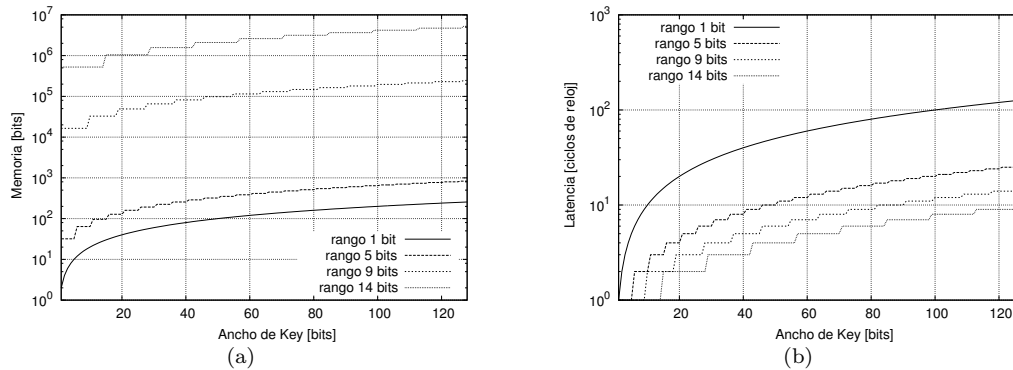 10^7
10^6
10^5
10^4
10^3
10^2
10^1
10^0
Memoria [bits]
rango 1 bit
rango 5 bits
rango 9 bits
rango 14 bits
20 40 60 80 100 120
Ancho de Key [bits]
(a)
10^3
10^2
10^1
10^0
Latencia [ciclos de reloj]
rango 1 bit
rango 5 bits
rango 9 bits
rango 14 bits
20 40 60 80 100 120
Ancho de Key [bits]
(b)